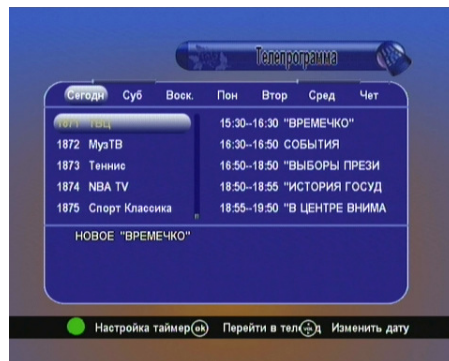 Телепрограмма
Сегодн Суб Воск. Пон Втор Сред Чет
1871 ТВЦ 15:30--16:30 "ВРЕМЕЧКО"
1872 МузТВ 16:30--16:50 СОБЫТИЯ
1873 Теннис 16:50--18:50 "ВЫБОРЫ ПРЕЗИ
1874 NBA TV 18:50--18:55 "ИСТОРИЯ ГОСУД
1875 Спорт Классика 18:55--19:50 "В ЦЕНТРЕ ВНИМА
НОВОЕ "ВРЕМЕЧКО"
Настройка таймер ok Перейти в тел д Изменить дату